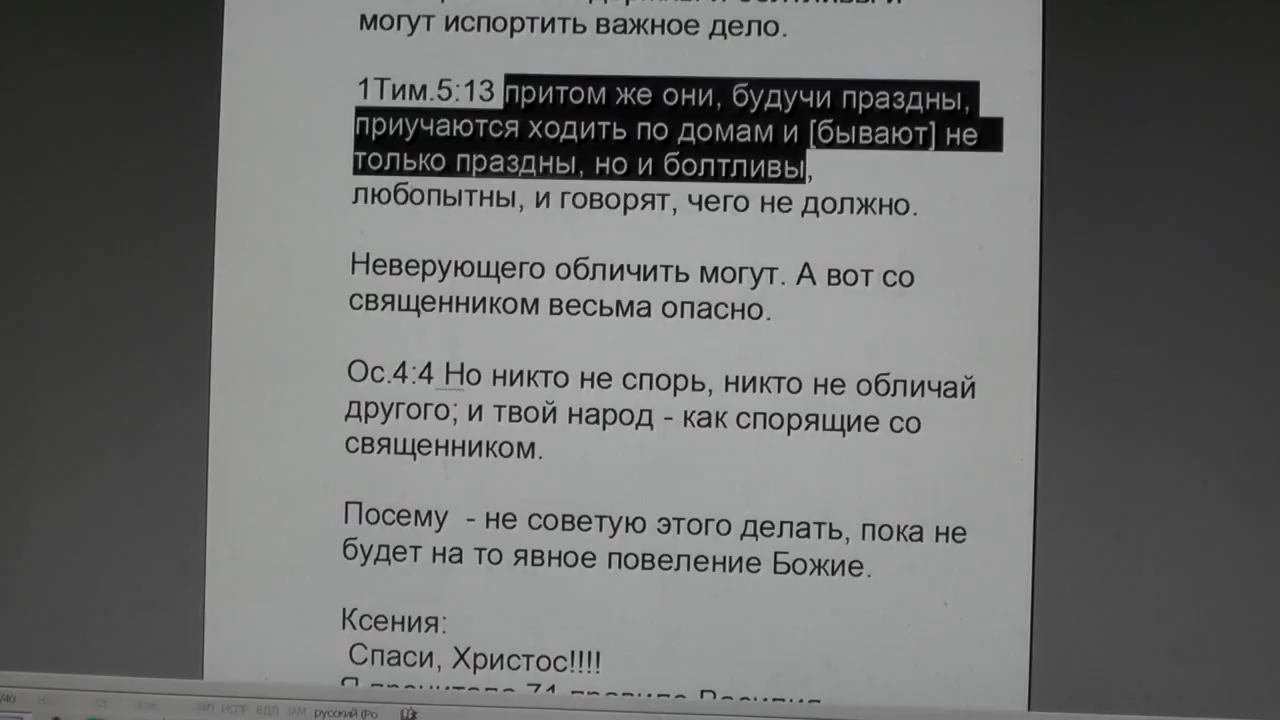 могут испортить важное дело.
1Тим.5:13 притом же они, будучи праздны,
приучаются ходить по домам и [бывают] не
только праздны, но и болтливы,
любопытны, и говорят, чего не должно.
Неверующего обличить могут. А вот со
священником весьма опасно.
Ос.4:4 Но никто не спорь, никто не обличай
другого; и твой народ - как спорящие со
священником.
Посему - не советую этого делать, пока не
будет на то явное повеление Божие.
Ксения:
Спаси, Христос!!!!
русский (Ро